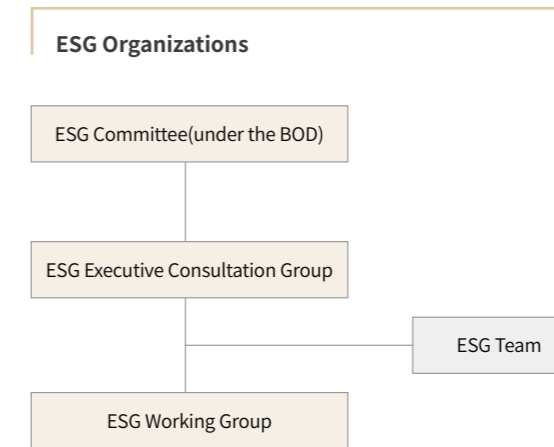 ESG Organizations
ESG Committee(under the BOD)
ESG Executive Consultation Group
ESG Team
ESG Working Group